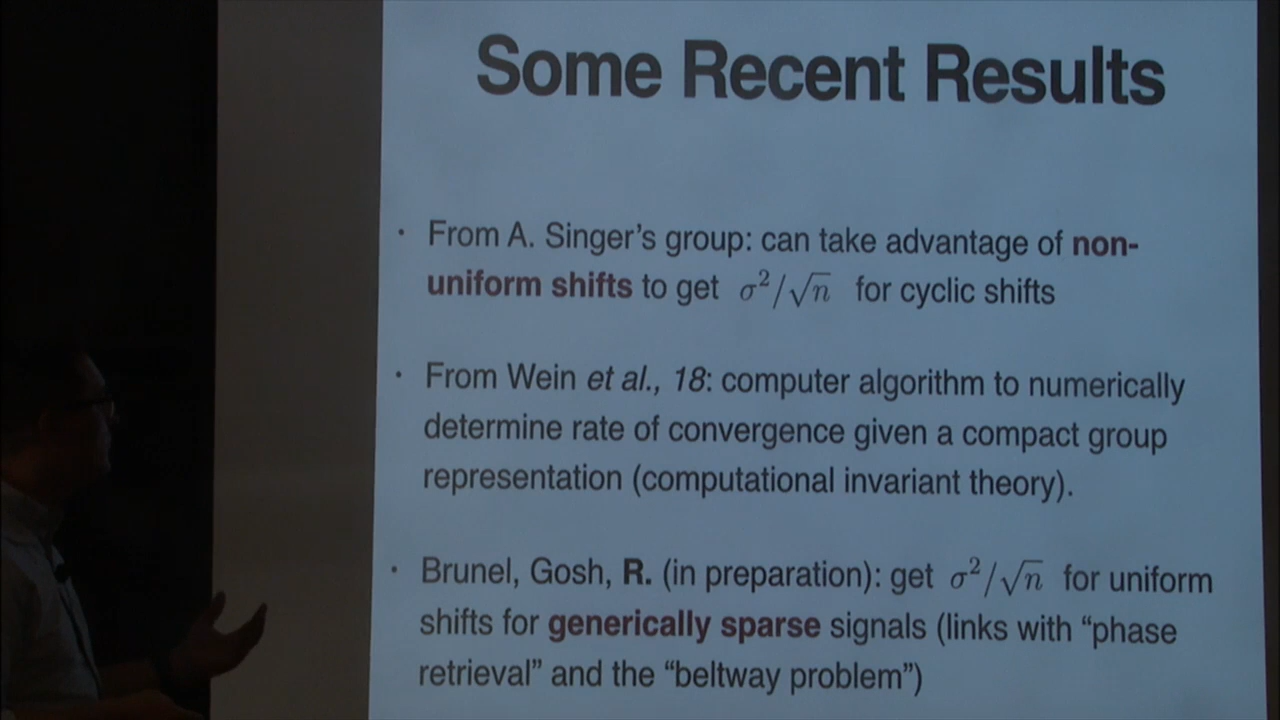 Some Recent Results
• From A. Singer’s group: can take advantage of non-
uniform shifts to get σ²/√n for cyclic shifts
• From Wein et al., 18: computer algorithm to numerically
determine rate of convergence given a compact group
representation (computational invariant theory).
• Brunel, Gosh, R. (in preparation): get σ²/√n for uniform
shifts for generically sparse signals (links with “phase
retrieval” and the “beltway problem”)